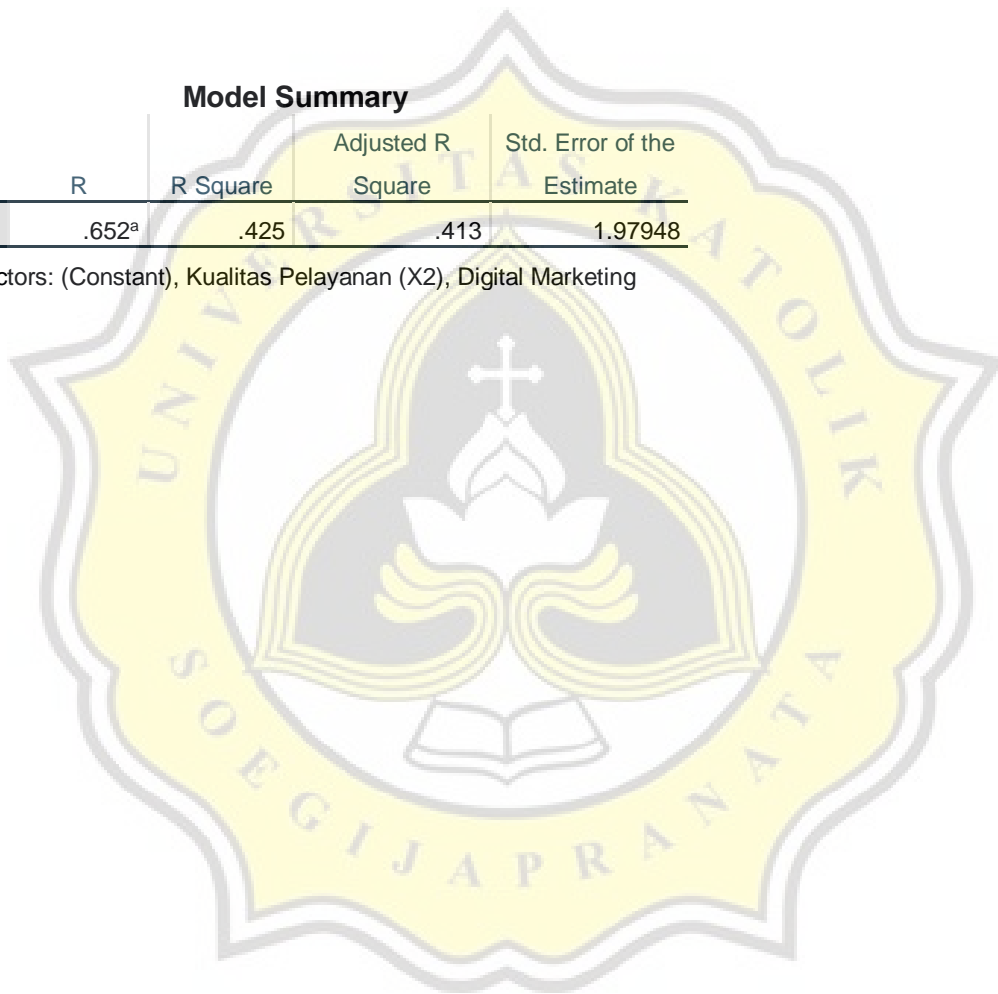 Model Summary
R R Square Adjusted R Square Std. Error of the Estimate
.652ᵃ .425 .413 1.97948
ctors: (Constant), Kualitas Pelayanan (X2), Digital Marketing
UNIVERSITAS KATOLIK
SOEGIJAPRANATA